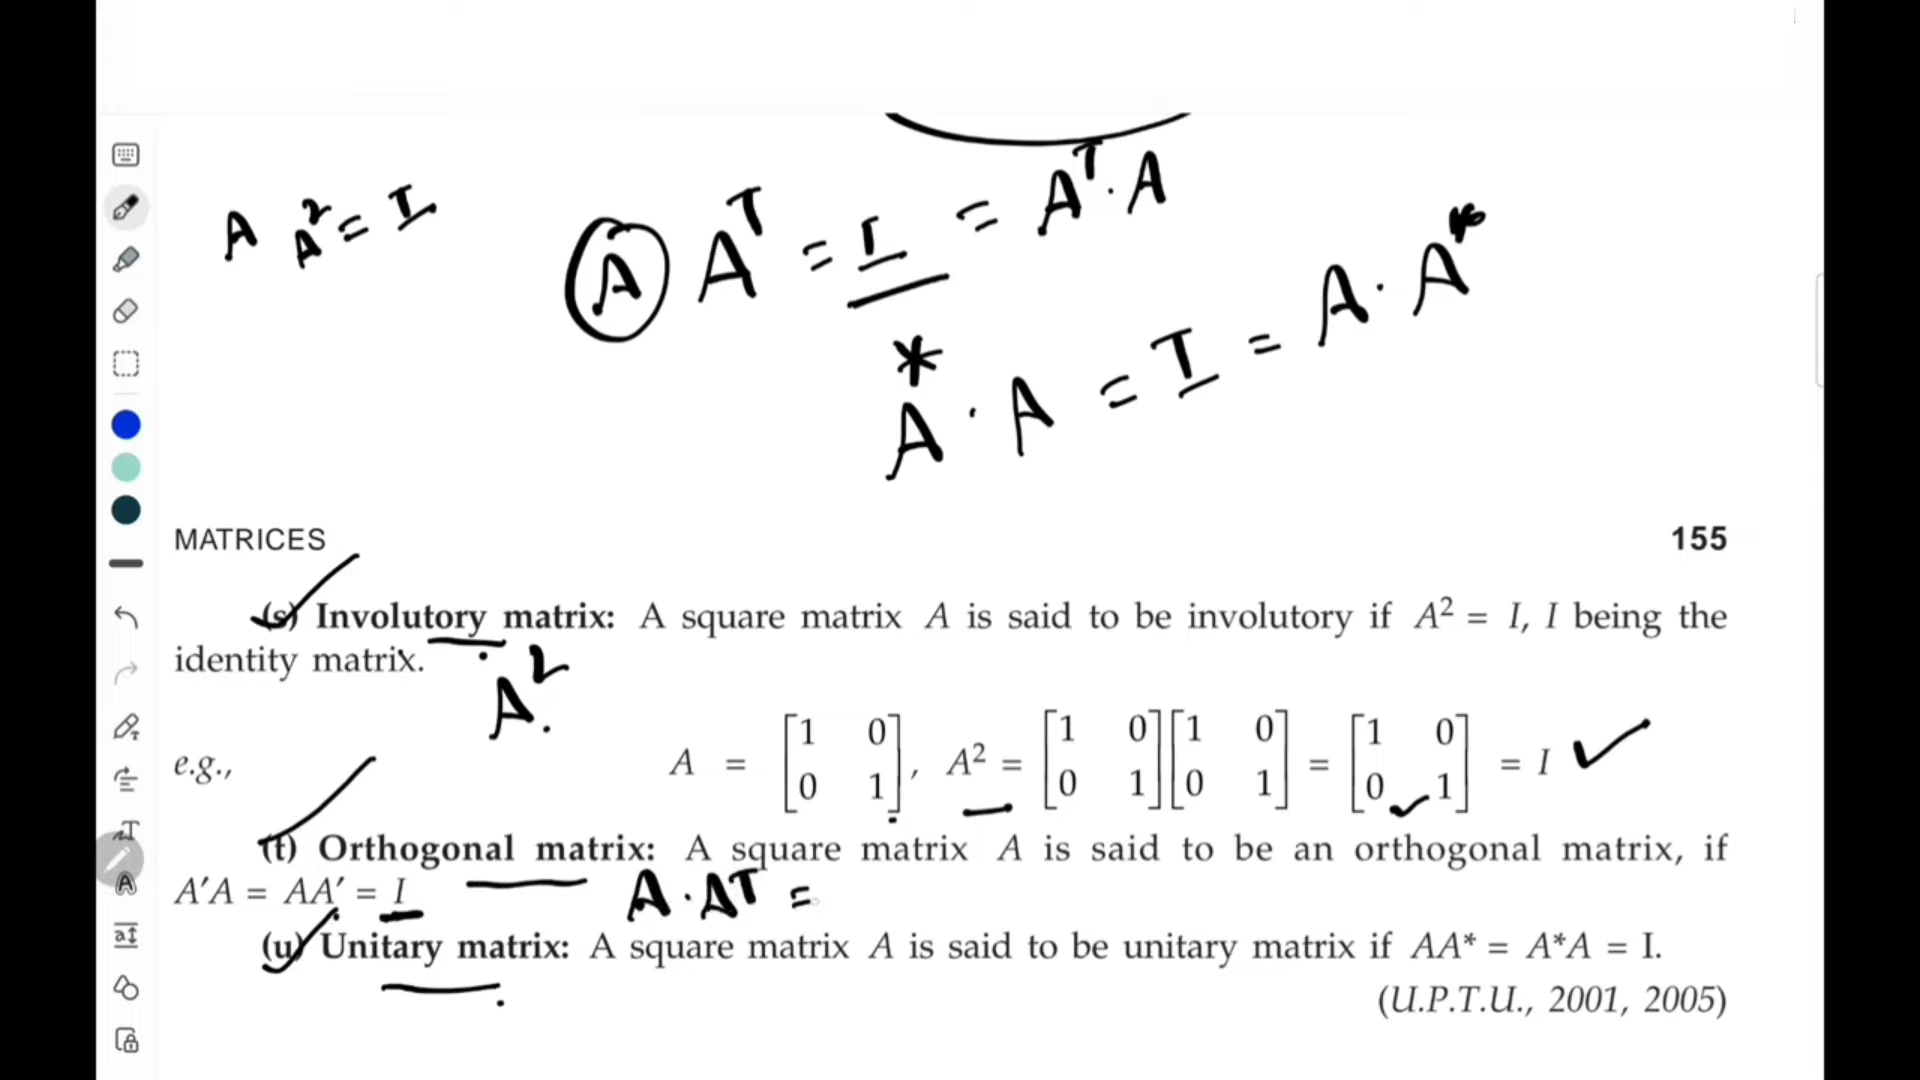 A A² = I
A Aᵀ = I = Aᵀ·A
A*·A = I = A·A*
MATRICES 155
(s) Involutory matrix: A square matrix A is said to be involutory if A² = I, I being the
identity matrix.
A².
e.g., A = [1 0; 0 1], A² = [1 0; 0 1][1 0; 0 1] = [1 0; 0 1] = I
(t) Orthogonal matrix: A square matrix A is said to be an orthogonal matrix, if
A′A = AA′ = I A·AT =
(u) Unitary matrix: A square matrix A is said to be unitary matrix if AA* = A*A = I.
(U.P.T.U., 2001, 2005)